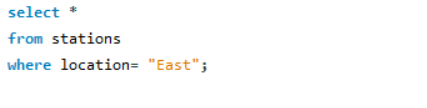 select *
from stations
where location= "East";